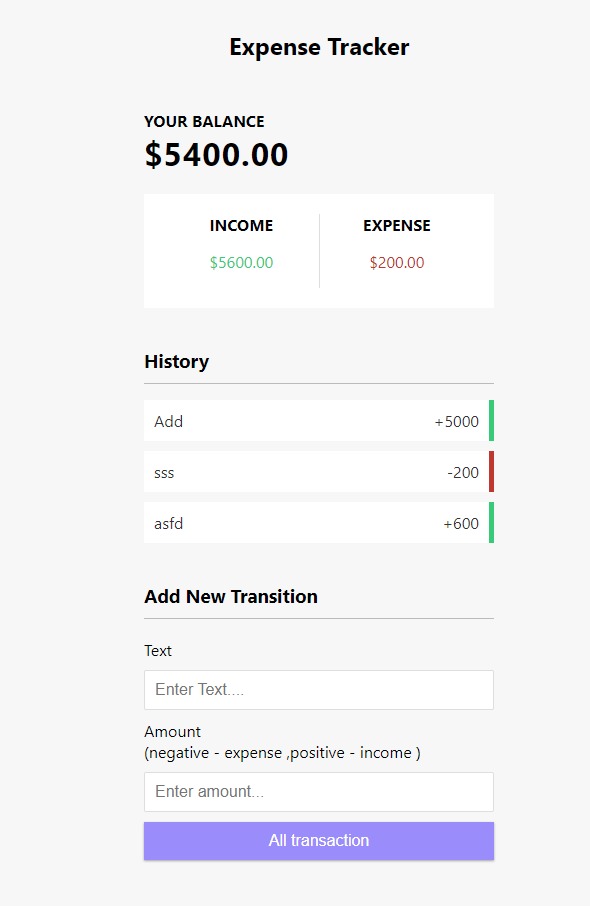 Expense Tracker
YOUR BALANCE
$5400.00
INCOME EXPENSE
$5600.00 $200.00
History
Add +5000
sss -200
asfd +600
Add New Transition
Text
Enter Text....
Amount
(negative - expense ,positive - income )
Enter amount...
All transaction